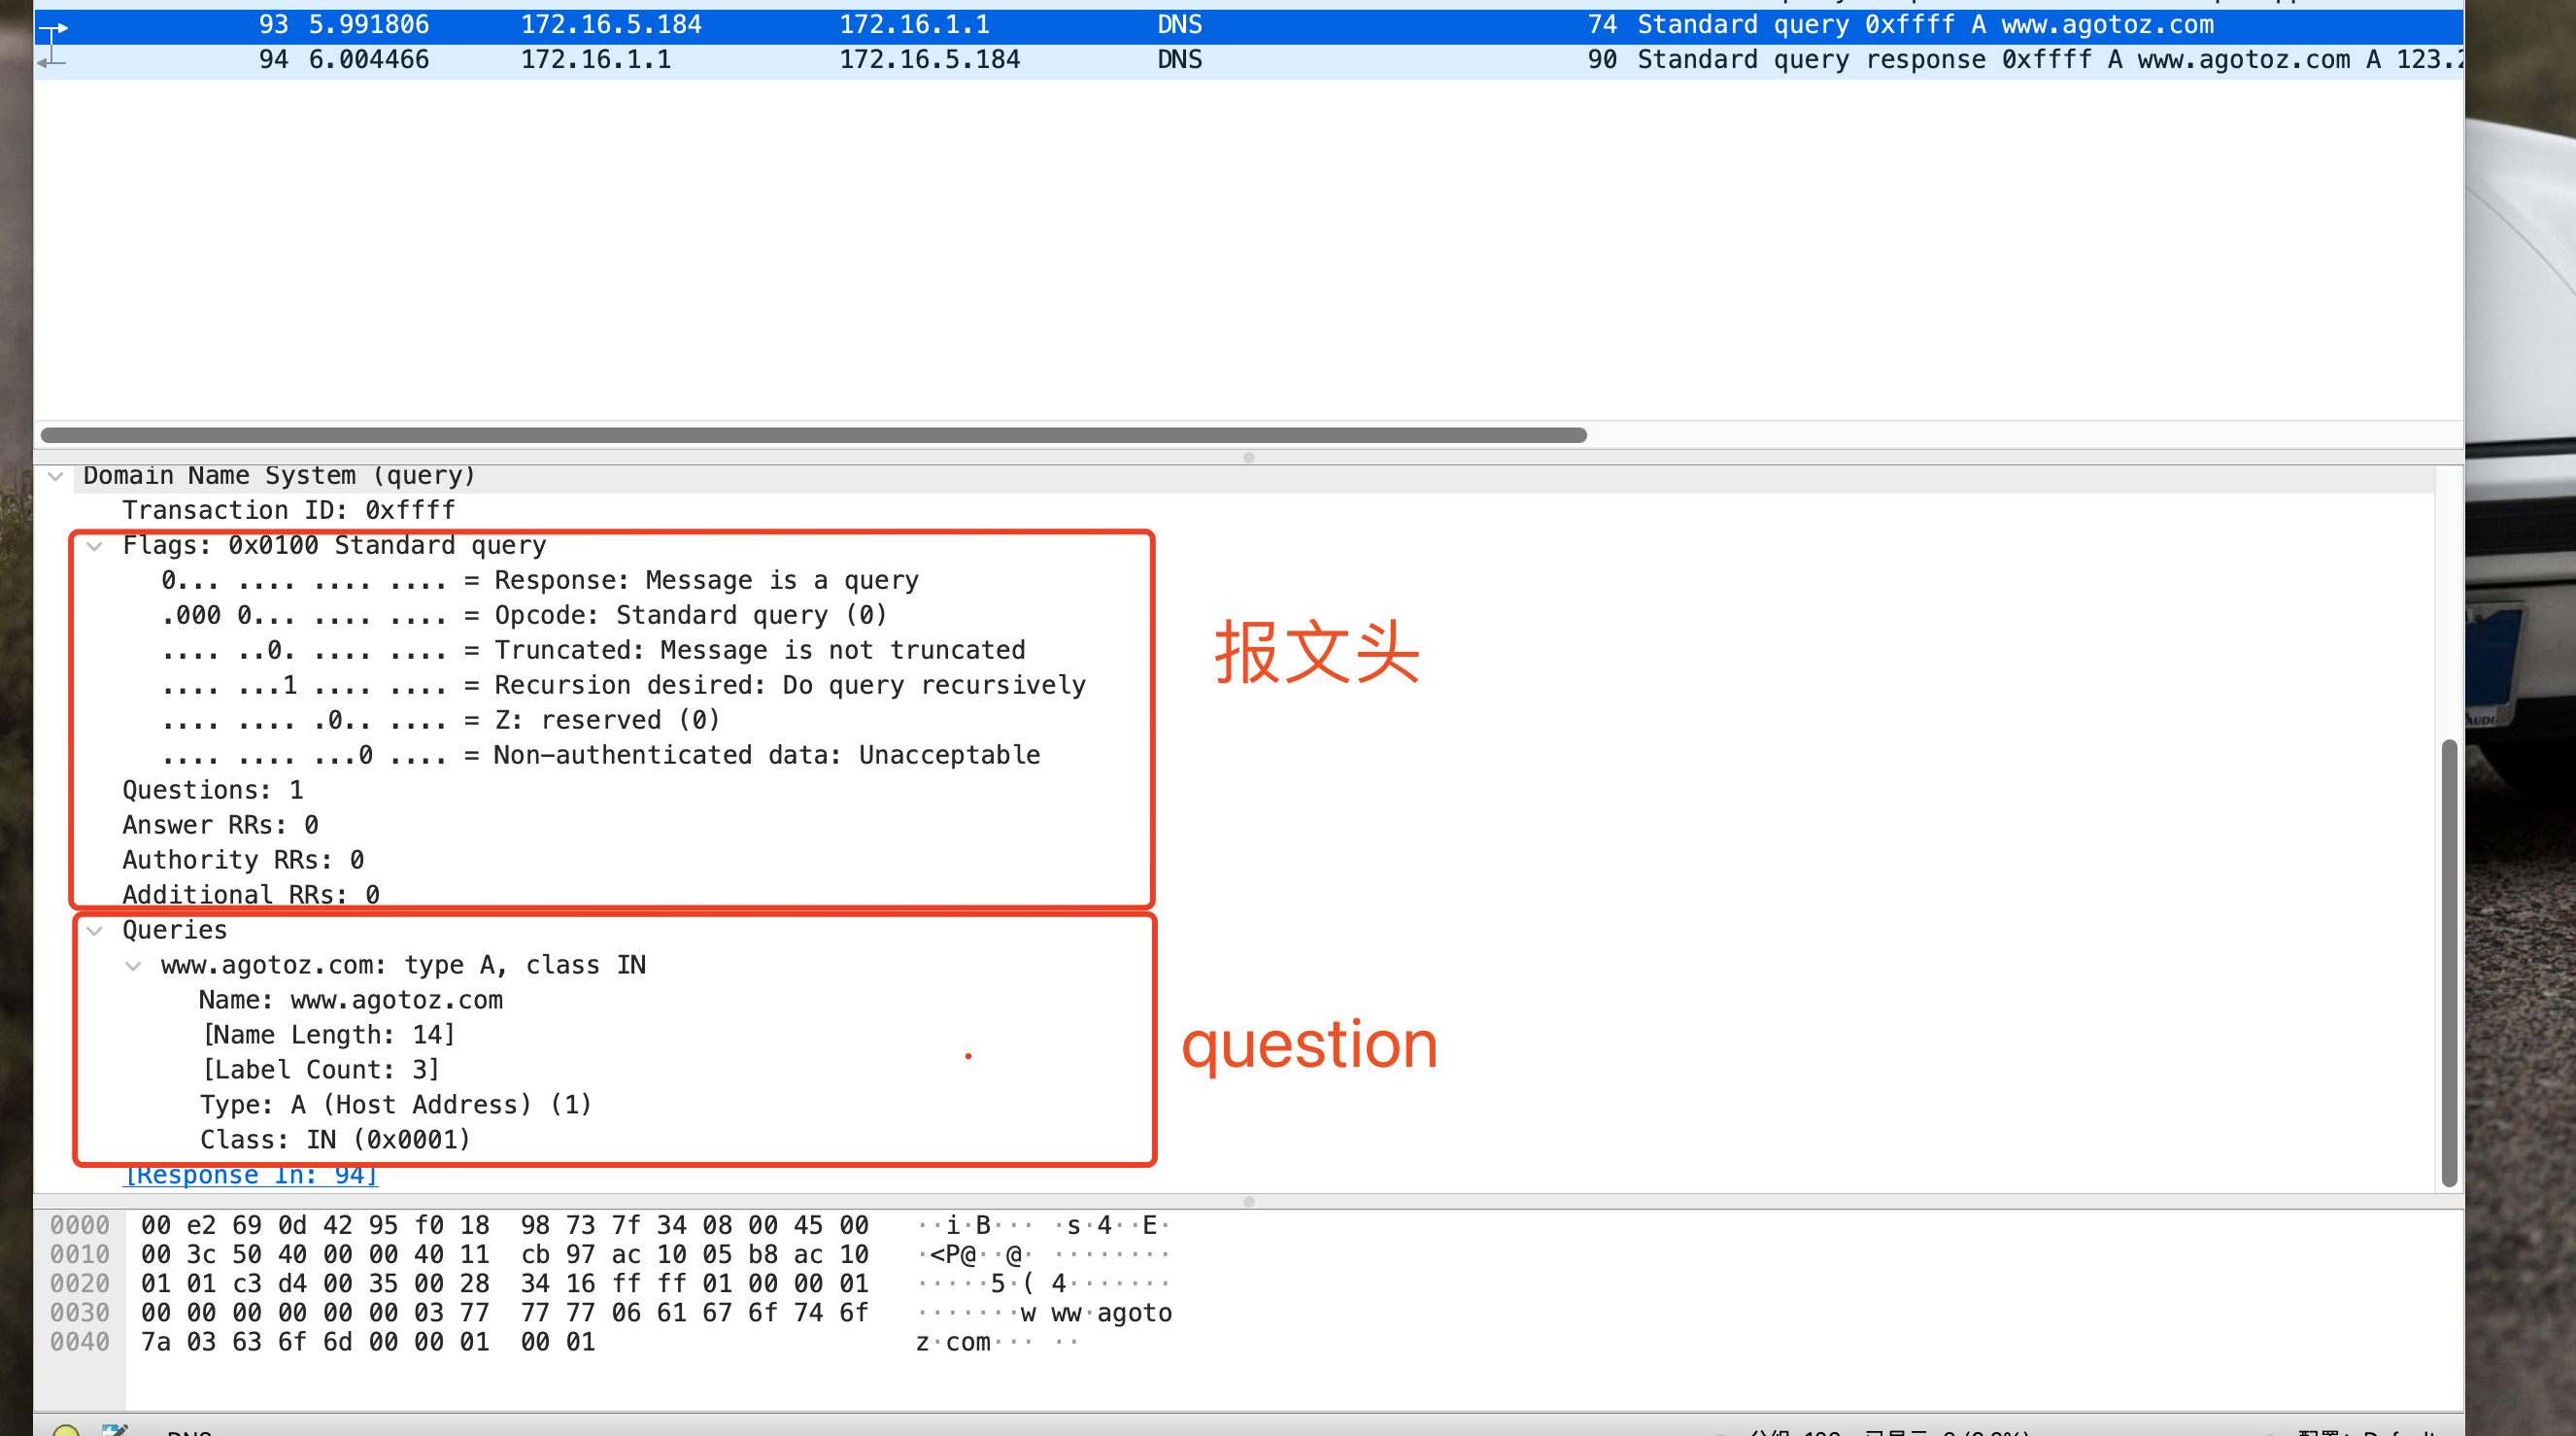 93 5.991806 172.16.5.184 172.16.1.1 DNS 74 Standard query 0xffff A www.agotoz.com
94 6.004466 172.16.1.1 172.16.5.184 DNS 90 Standard query response 0xffff A www.agotoz.com A 123.2
Domain Name System (query)
Transaction ID: 0xffff
Flags: 0x0100 Standard query
0... .... .... .... = Response: Message is a query
.000 0... .... .... = Opcode: Standard query (0)
.... ..0. .... .... = Truncated: Message is not truncated
.... ...1 .... .... = Recursion desired: Do query recursively
.... .... .0.. .... = Z: reserved (0)
.... .... ...0 .... = Non-authenticated data: Unacceptable
Questions: 1
Answer RRs: 0
Authority RRs: 0
Additional RRs: 0
报文头
Queries
www.agotoz.com: type A, class IN
Name: www.agotoz.com
[Name Length: 14]
[Label Count: 3]
Type: A (Host Address) (1)
Class: IN (0x0001)
question
[Response In: 94]
0000 00 e2 69 0d 42 95 f0 18 98 73 7f 34 08 00 45 00 ··i·B··· ·s·4··E·
0010 00 3c 50 40 00 00 40 11 cb 97 ac 10 05 b8 ac 10 ·<P@··@· ········
0020 01 01 c3 d4 00 35 00 28 34 16 ff ff 01 00 00 01 ·····5·( 4·······
0030 00 00 00 00 00 00 03 77 77 77 06 61 67 6f 74 6f ·······w ww·agoto
0040 7a 03 63 6f 6d 00 00 01 00 01 z·com··· ··
AUDI